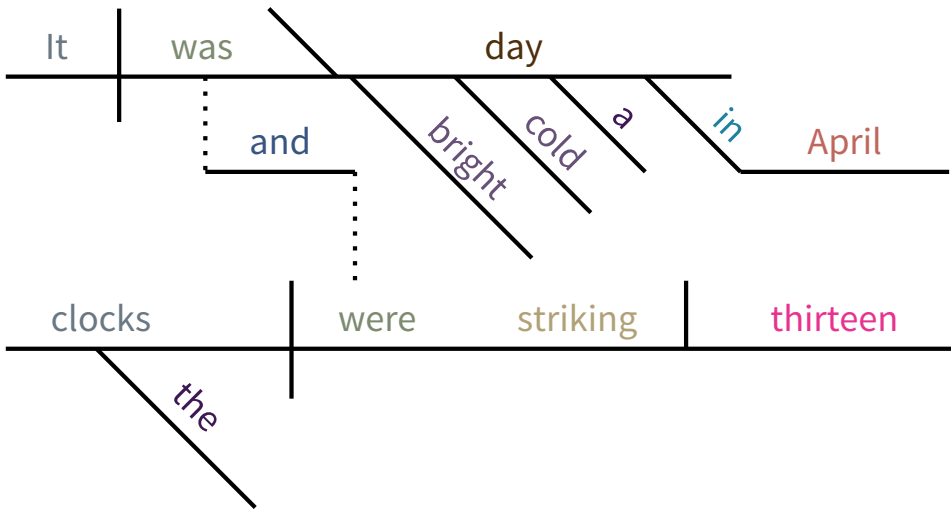 It was day
and bright cold a in April
clocks were striking thirteen
the